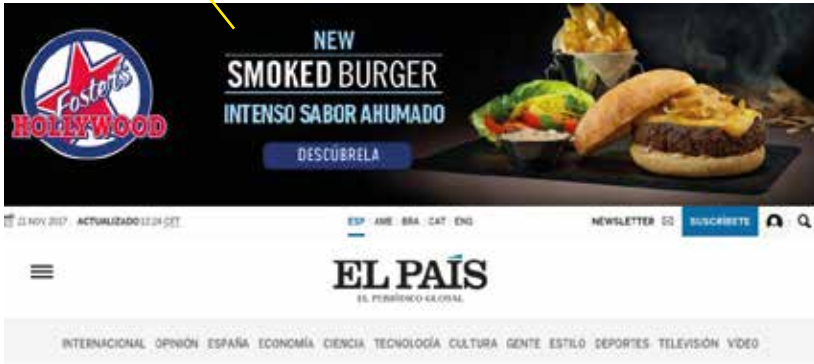 Foster's
HOLLYWOOD
NEW
SMOKED BURGER
INTENSO SABOR AHUMADO
DESCÚBRELA
21 NOV 2017 ACTUALIZADO 12:24 CET
ESP AME BRA CAT ENG
NEWSLETTER SUSCRÍBETE
EL PAÍS
EL PERIÓDICO GLOBAL
INTERNACIONAL OPINIÓN ESPAÑA ECONOMÍA CIENCIA TECNOLOGÍA CULTURA GENTE ESTILO DEPORTES TELEVISIÓN VÍDEO